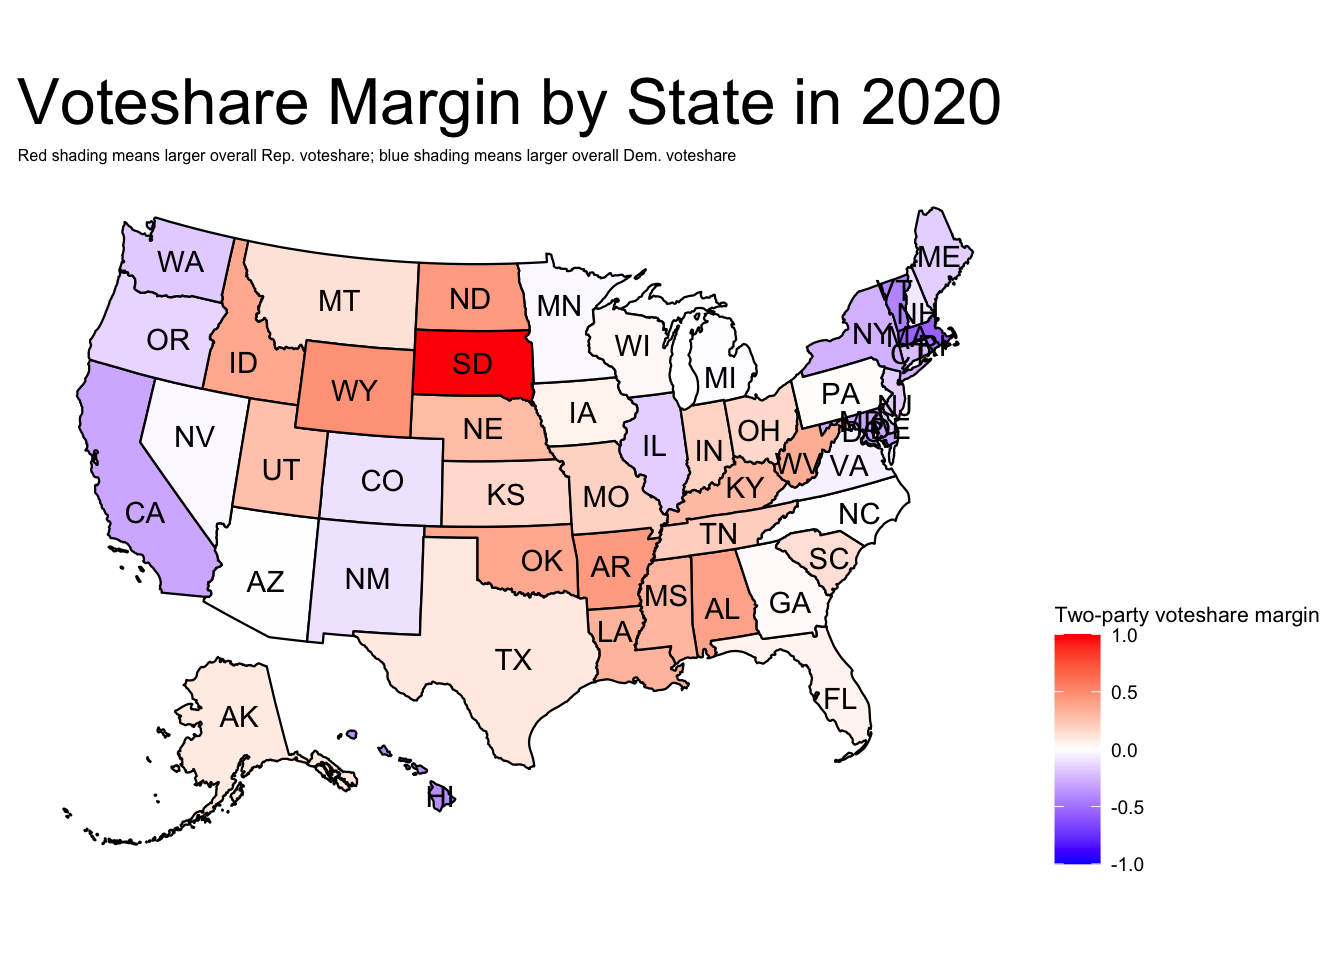 Voteshare Margin by State in 2020
Red shading means larger overall Rep. voteshare; blue shading means larger overall Dem. voteshare
WA
ME
MT
ND
MN
VT
NH
OR
NY
MA
RI
WI
CT
ID
SD
MI
WY
PA
NJ
IA
MD
DE
DC
NE
OH
NV
IL
IN
UT
CO
WV
VA
KS
MO
KY
CA
NC
TN
OK
SC
AZ
NM
AR
MS
AL
GA
LA
TX
FL
AK
HI
Two-party voteshare margin
1.0
0.5
0.0
-0.5
-1.0